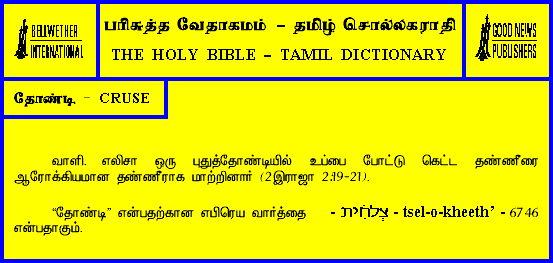 BELLWETHER
INTERNATIONAL
பரிசுத்த வேதாகமம் – தமிழ் சொல்லகராதி
THE HOLY BIBLE – TAMIL DICTIONARY
GOOD NEWS
PUBLISHERS
தோண்டி – CRUSE
வாளி. எலிசா ஒரு புதுத்தோண்டியில் உப்பை போட்டு கெட்ட தண்ணீரை
ஆரோக்கியமான தண்ணீராக மாற்றினார் (2இராஜா 2:19-21).
“தோண்டி” என்பதற்கான எபிரெய வார்த்தை - צְלֹחִית - tsel-o-kheeth’ - 6746
என்பதாகும்.